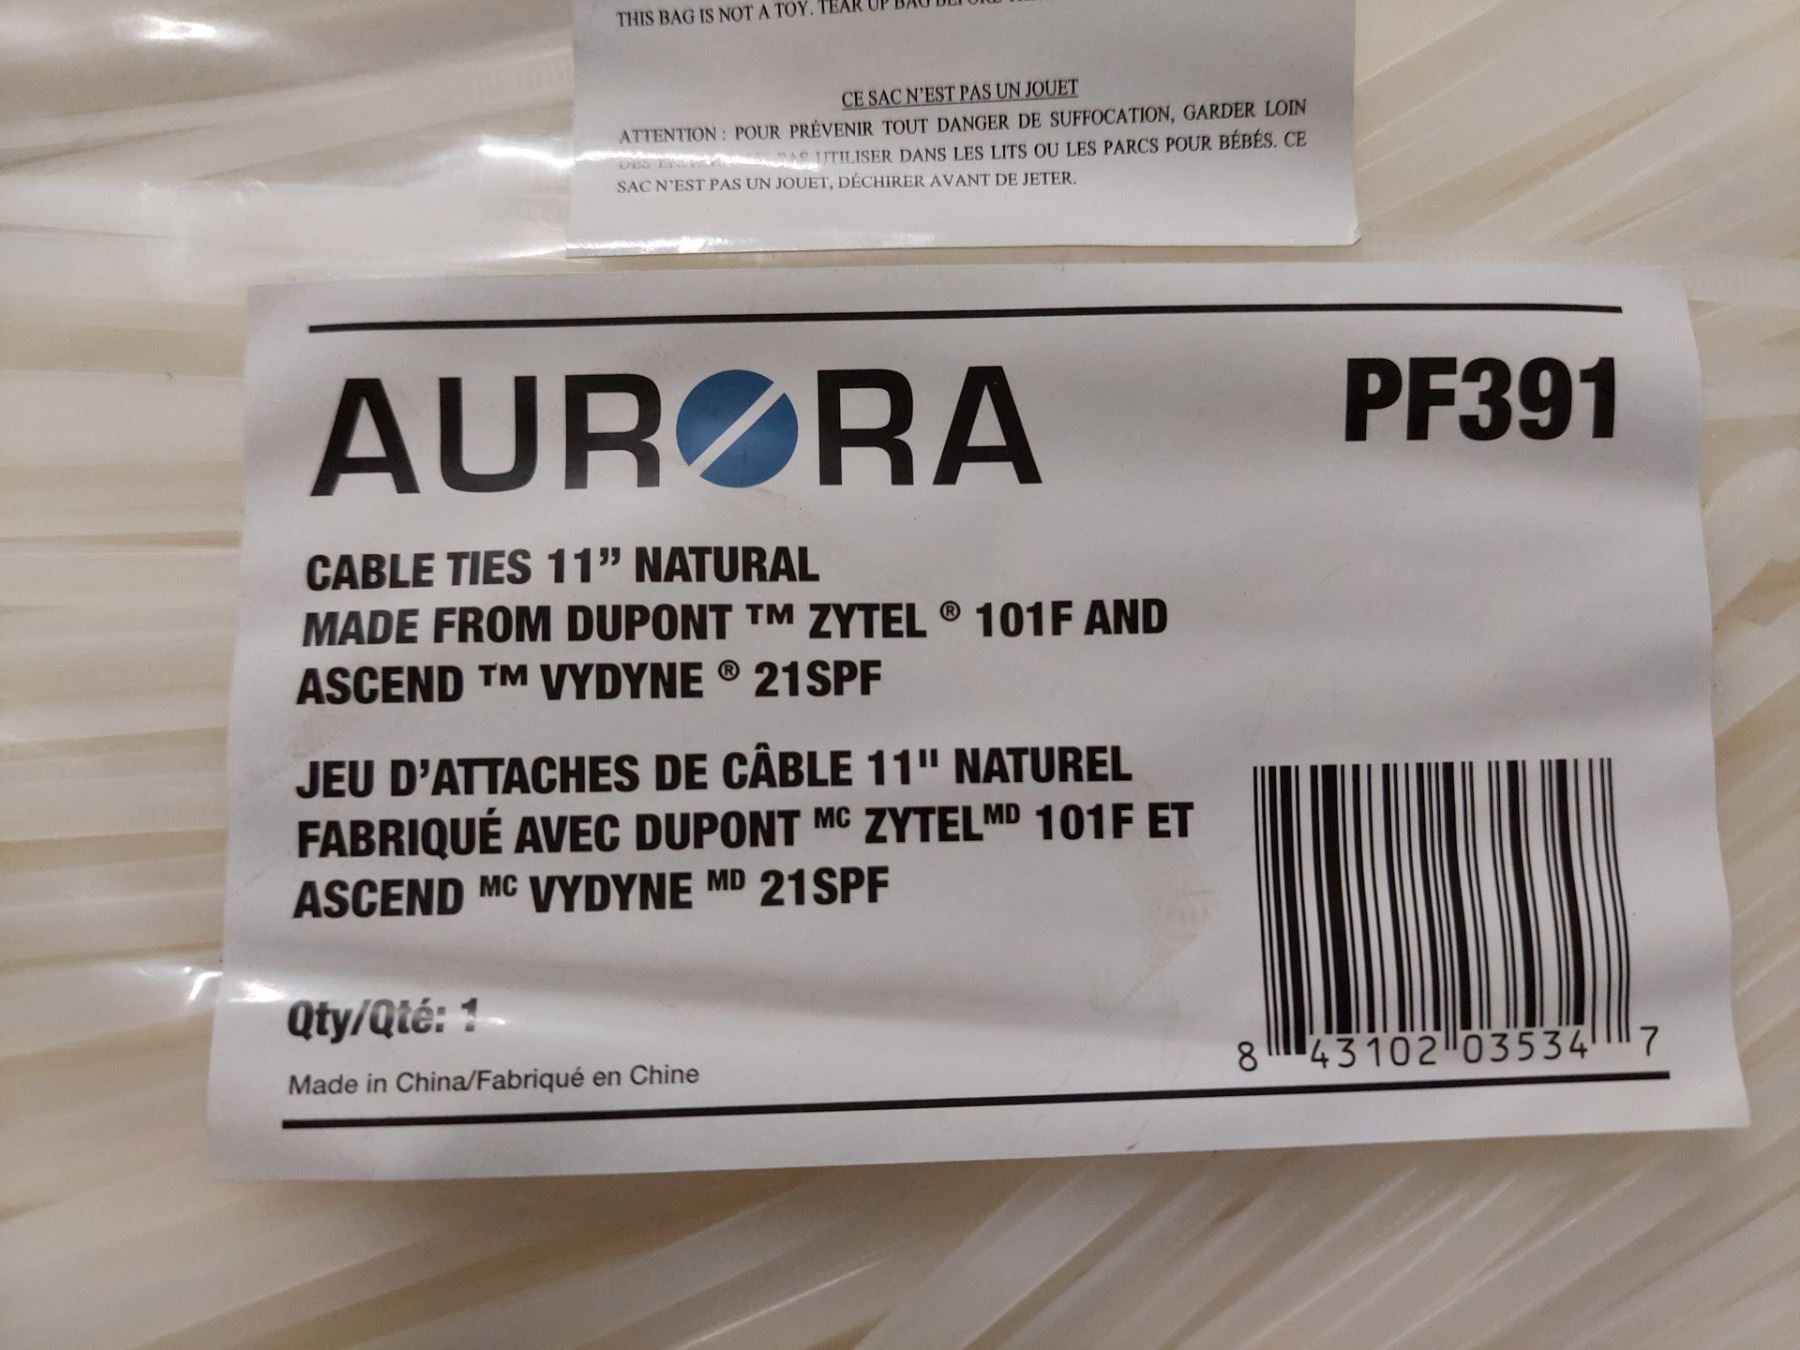 THIS BAG IS NOT A TOY. TEAR UP BAG
CE SAC N'EST PAS UN JOUET
ATTENTION : POUR PRÉVENIR TOUT DANGER DE SUFFOCATION, GARDER LOIN
DES PAS UTILISER DANS LES LITS OU LES PARCS POUR BÉBÉS. CE
SAC N'EST PAS UN JOUET, DÉCHIRER AVANT DE JETER.
AURORA
PF391
CABLE TIES 11” NATURAL
MADE FROM DUPONT ™ ZYTEL ® 101F AND
ASCEND ™ VYDYNE ® 21SPF
JEU D’ATTACHES DE CÂBLE 11" NATUREL
FABRIQUÉ AVEC DUPONT MC ZYTELMD 101F ET
ASCEND MC VYDYNE MD 21SPF
Qty/Qté: 1
Made in China/Fabriqué en Chine
8 43102 03534 7